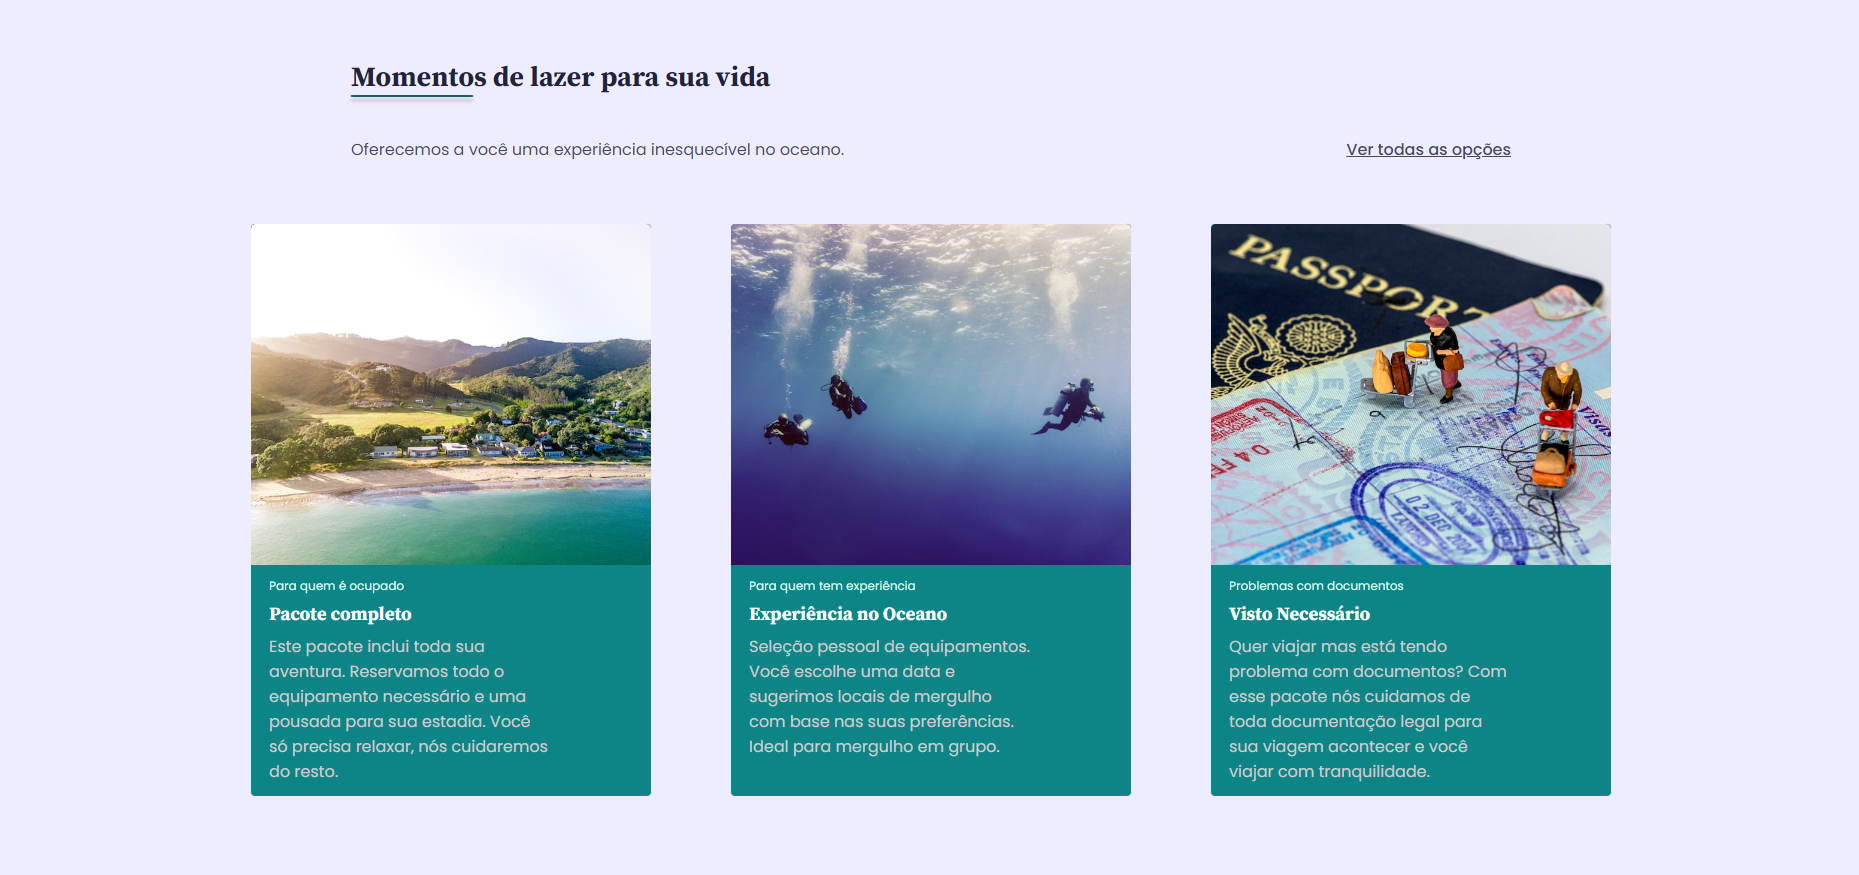 Momentos de lazer para sua vida
Oferecemos a você uma experiência inesquecível no oceano.
Ver todas as opções
PASSPORT
04 FE
02 DEC 2004
Para quem é ocupado
Pacote completo
Este pacote inclui toda sua
aventura. Reservamos todo o
equipamento necessário e uma
pousada para sua estadia. Você
só precisa relaxar, nós cuidaremos
do resto.
Para quem tem experiência
Experiência no Oceano
Seleção pessoal de equipamentos.
Você escolhe uma data e
sugerimos locais de mergulho
com base nas suas preferências.
Ideal para mergulho em grupo.
Problemas com documentos
Visto Necessário
Quer viajar mas está tendo
problema com documentos? Com
esse pacote nós cuidamos de
toda documentação legal para
sua viagem acontecer e você
viajar com tranquilidade.